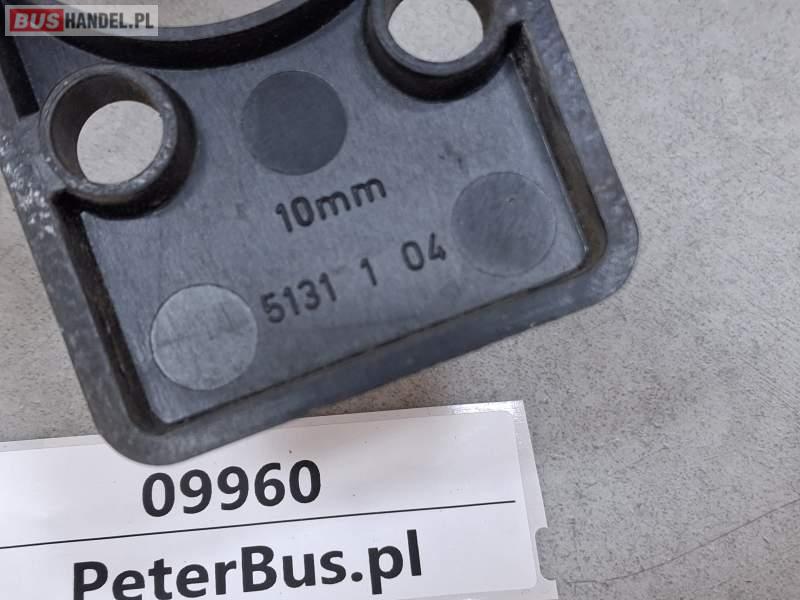 BUSHANDEL.PL
10mm
5131 1 04
09960
PeterBus.pl